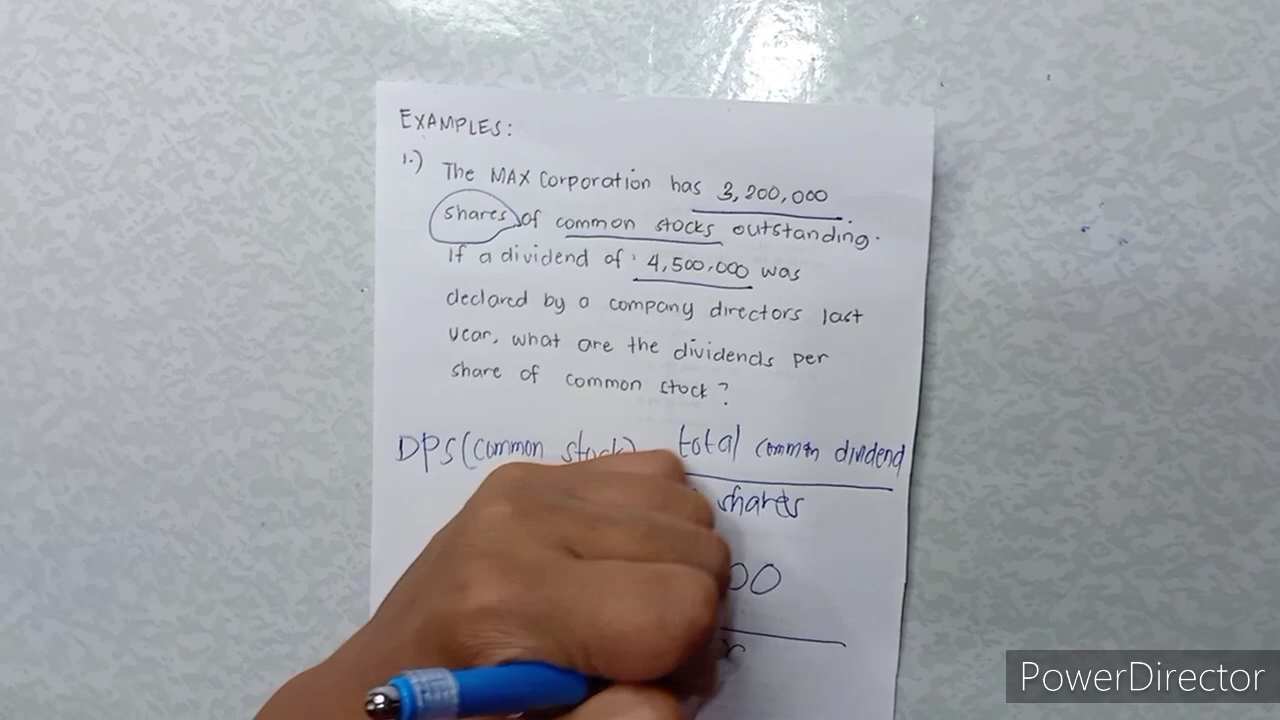 EXAMPLES:
1.) The MAX Corporation has 3,200,000
shares of common stocks outstanding.
If a dividend of 4,500,000 was
declared by a company directors last
year, what are the dividends per
share of common stock?
DPS (common stock) total common dividend
shares
00
PowerDirector